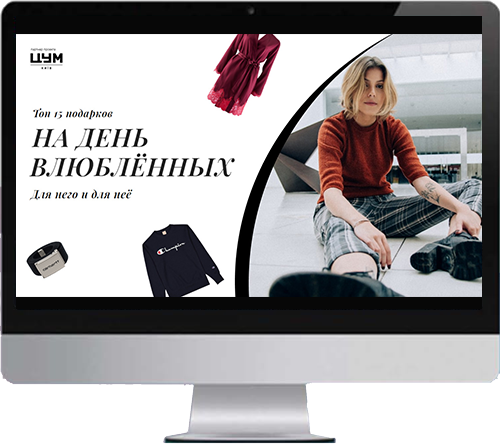 ЦУМ
Топ 15 подарков
НА ДЕНЬ
ВЛЮБЛЁННЫХ
Для него и для неё
Champion